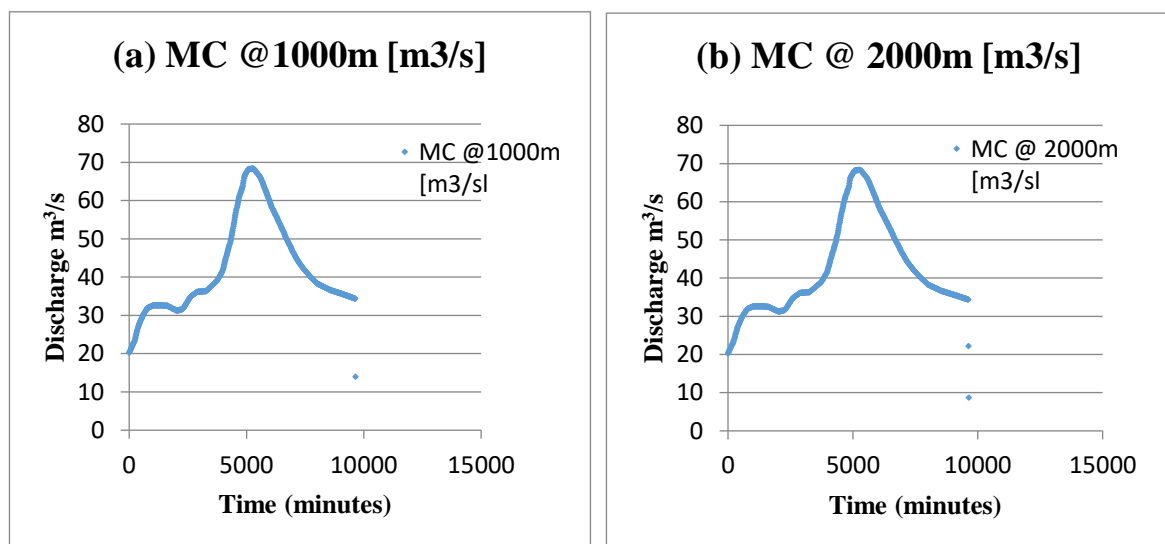 (a) MC @1000m [m3/s]
80
70
60
50
40
30
20
10
0
Discharge m³/s
MC @1000m
[m3/sl
0 5000 10000 15000
Time (minutes)
(b) MC @ 2000m [m3/s]
80
70
60
50
40
30
20
10
0
Discharge m³/s
MC @ 2000m
[m3/sl
0 5000 10000 15000
Time (minutes)